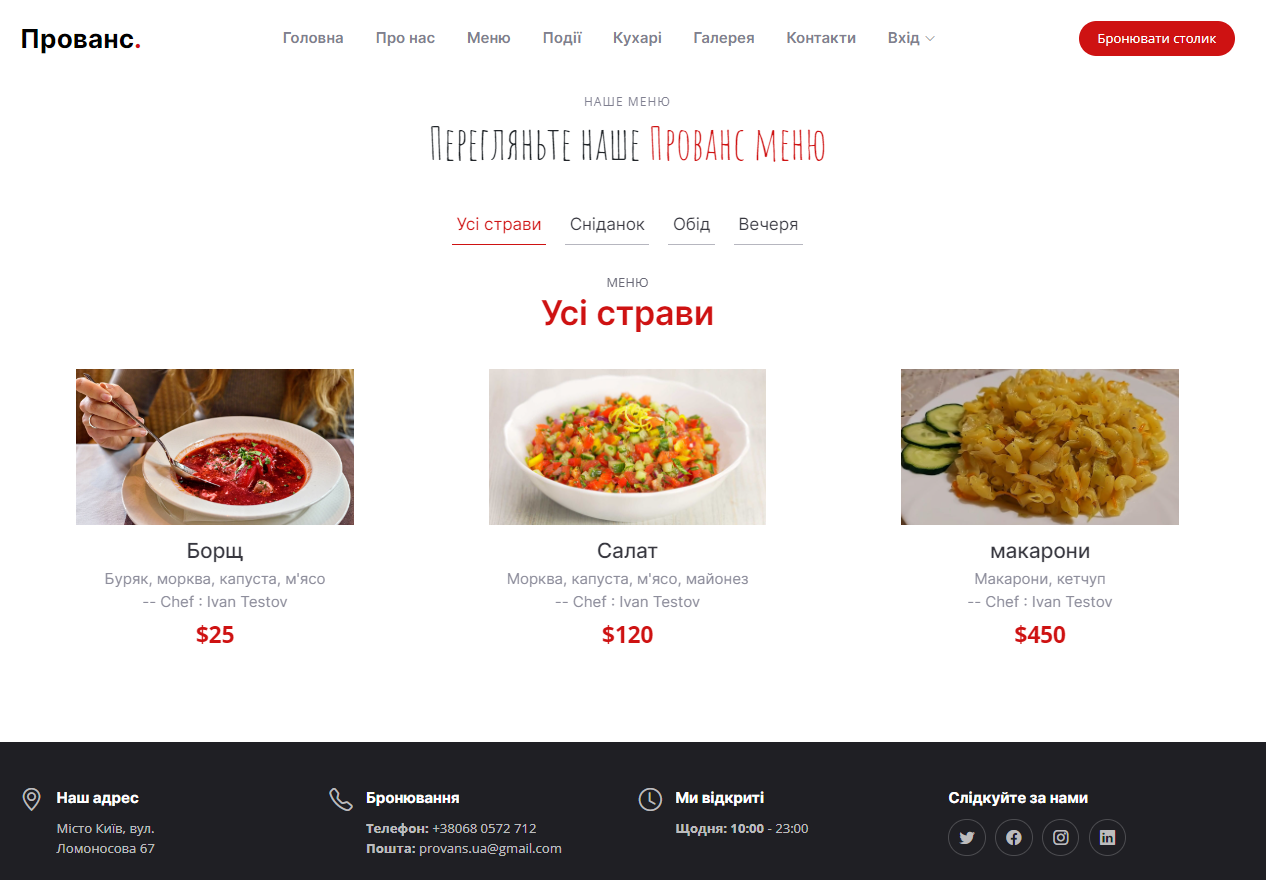 Прованс.
Головна Про нас Меню Події Кухарі Галерея Контакти Вхід
Бронювати столик
НАШЕ МЕНЮ
Перегляньте наше Прованс меню
Усі страви Сніданок Обід Вечеря
МЕНЮ
Усі страви
Борщ
Буряк, морква, капуста, м'ясо
-- Chef : Ivan Testov
$25
Салат
Морква, капуста, м'ясо, майонез
-- Chef : Ivan Testov
$120
макарони
Макарони, кетчуп
-- Chef : Ivan Testov
$450
Наш адрес
Місто Київ, вул.
Ломоносова 67
Бронювання
Телефон: +38068 0572 712
Пошта: provans.ua@gmail.com
Ми відкриті
Щодня: 10:00 - 23:00
Слідкуйте за нами